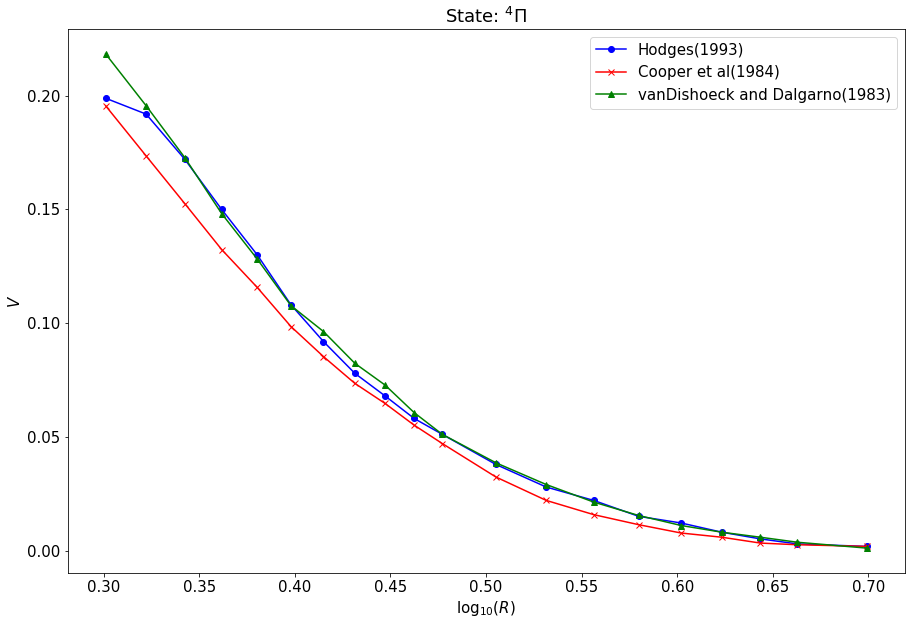 State: ⁴Π
Hodges(1993)
Cooper et al(1984)
vanDishoeck and Dalgarno(1983)
V
0.20
0.15
0.10
0.05
0.00
0.30 0.35 0.40 0.45 0.50 0.55 0.60 0.65 0.70
log₁₀(R)